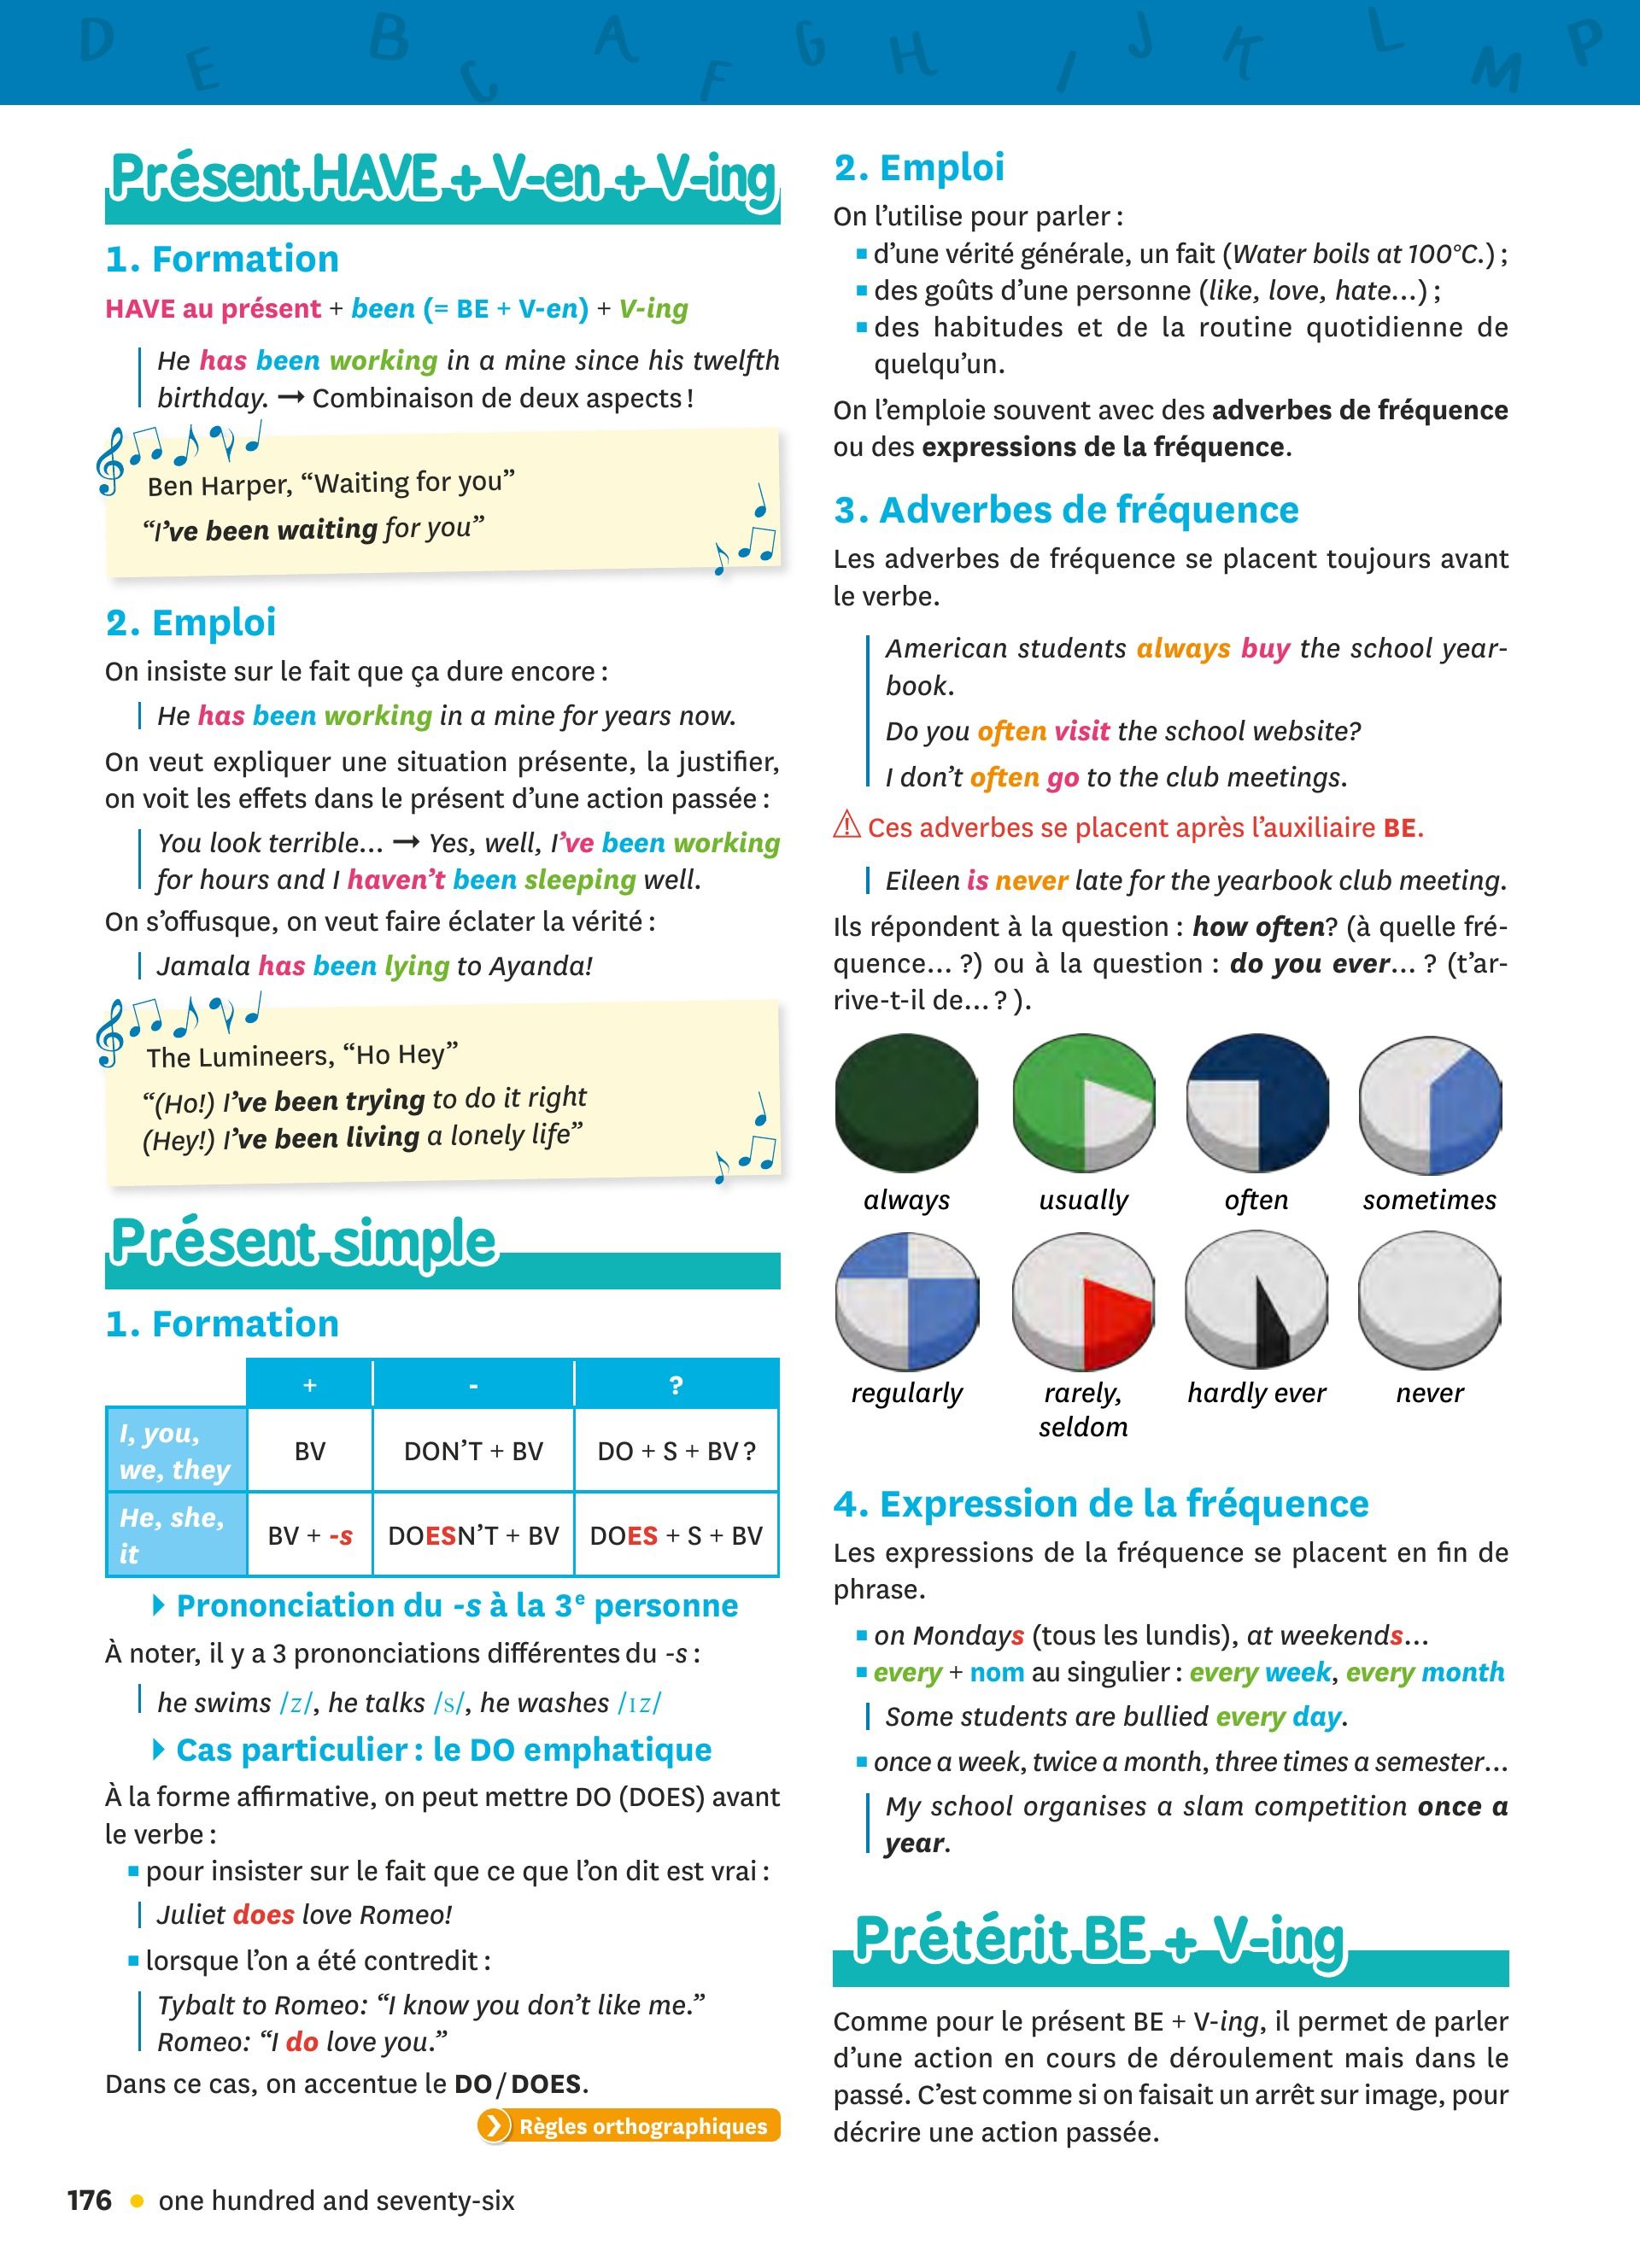 D E B C A F G H I J K L M P
Présent HAVE + V-en + V-ing
1. Formation
HAVE au présent + been (= BE + V-en) + V-ing
He has been working in a mine since his twelfth
birthday. → Combinaison de deux aspects !
Ben Harper, “Waiting for you”
“I’ve been waiting for you”
2. Emploi
On insiste sur le fait que ça dure encore :
He has been working in a mine for years now.
On veut expliquer une situation présente, la justifier,
on voit les effets dans le présent d’une action passée :
You look terrible... → Yes, well, I’ve been working
for hours and I haven’t been sleeping well.
On s’offusque, on veut faire éclater la vérité :
Jamala has been lying to Ayanda!
The Lumineers, “Ho Hey”
“(Ho!) I’ve been trying to do it right
(Hey!) I’ve been living a lonely life”
Présent simple
1. Formation
+ - ?
I, you,
we, they
BV DON’T + BV DO + S + BV ?
He, she,
it
BV + -s DOESN’T + BV DOES + S + BV
Prononciation du -s à la 3e personne
À noter, il y a 3 prononciations différentes du -s :
he swims /z/, he talks /s/, he washes /ɪz/
Cas particulier : le DO emphatique
À la forme affirmative, on peut mettre DO (DOES) avant
le verbe :
pour insister sur le fait que ce que l’on dit est vrai :
Juliet does love Romeo!
lorsque l’on a été contredit :
Tybalt to Romeo: “I know you don’t like me.”
Romeo: “I do love you.”
Dans ce cas, on accentue le DO / DOES.
Règles orthographiques
2. Emploi
On l’utilise pour parler :
d’une vérité générale, un fait (Water boils at 100°C.) ;
des goûts d’une personne (like, love, hate...) ;
des habitudes et de la routine quotidienne de
quelqu’un.
On l’emploie souvent avec des adverbes de fréquence
ou des expressions de la fréquence.
3. Adverbes de fréquence
Les adverbes de fréquence se placent toujours avant
le verbe.
American students always buy the school year-
book.
Do you often visit the school website?
I don’t often go to the club meetings.
⚠ Ces adverbes se placent après l’auxiliaire BE.
Eileen is never late for the yearbook club meeting.
Ils répondent à la question : how often? (à quelle fré-
quence... ?) ou à la question : do you ever... ? (t’ar-
rive-t-il de... ? ).
always usually often sometimes
regularly rarely, hardly ever never
seldom
4. Expression de la fréquence
Les expressions de la fréquence se placent en fin de
phrase.
on Mondays (tous les lundis), at weekends...
every + nom au singulier : every week, every month
Some students are bullied every day.
once a week, twice a month, three times a semester...
My school organises a slam competition once a
year.
Prétérit BE + V-ing
Comme pour le présent BE + V-ing, il permet de parler
d’une action en cours de déroulement mais dans le
passé. C’est comme si on faisait un arrêt sur image, pour
décrire une action passée.
176 • one hundred and seventy-six